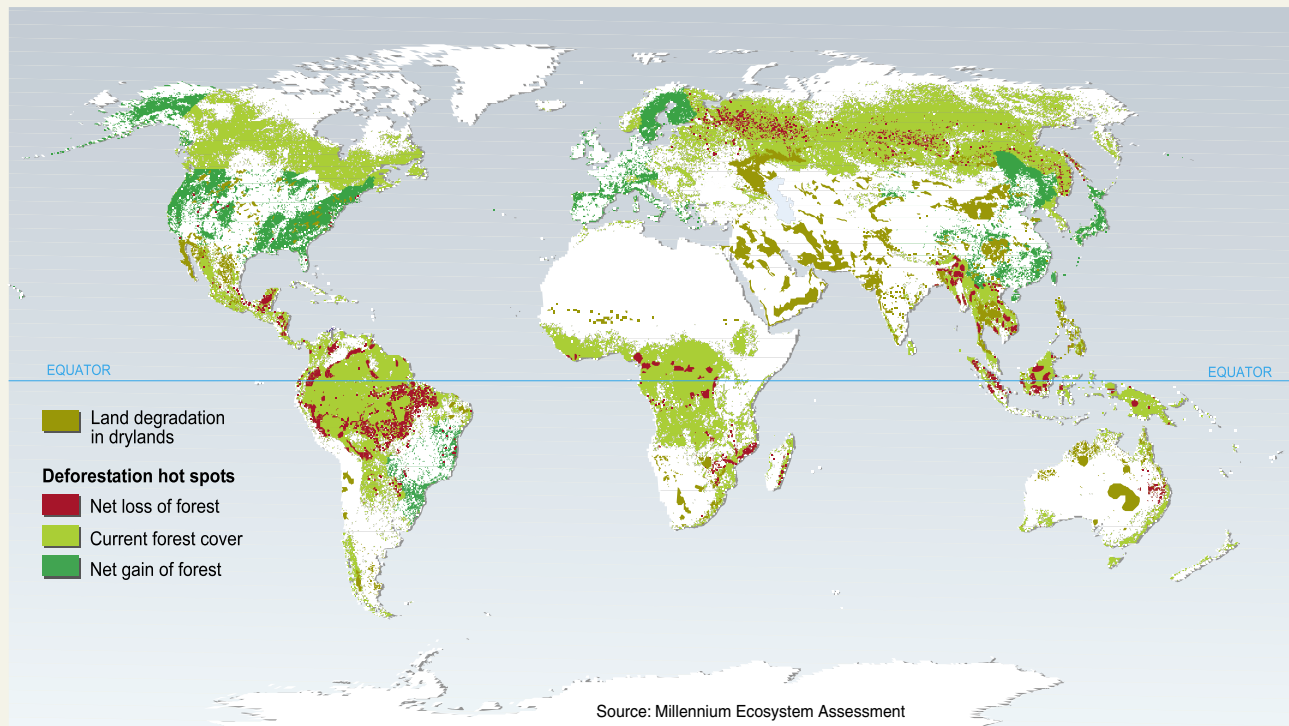 EQUATOR
EQUATOR
Land degradation
in drylands
Deforestation hot spots
Net loss of forest
Current forest cover
Net gain of forest
Source: Millennium Ecosystem Assessment